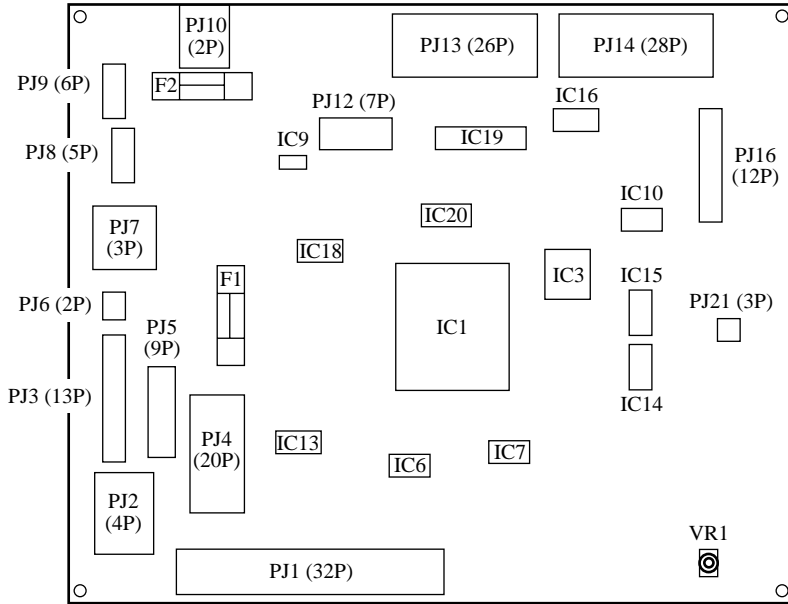 PJ10
(2P)
PJ13 (26P)
PJ14 (28P)
PJ9 (6P)
F2
PJ12 (7P)
IC16
PJ8 (5P)
IC9
IC19
PJ16
(12P)
PJ7
(3P)
IC20
IC10
IC18
F1
IC3
IC15
PJ6 (2P)
PJ5
(9P)
IC1
PJ21 (3P)
PJ3 (13P)
IC14
PJ4
(20P)
IC13
IC6
IC7
PJ2
(4P)
VR1
PJ1 (32P)